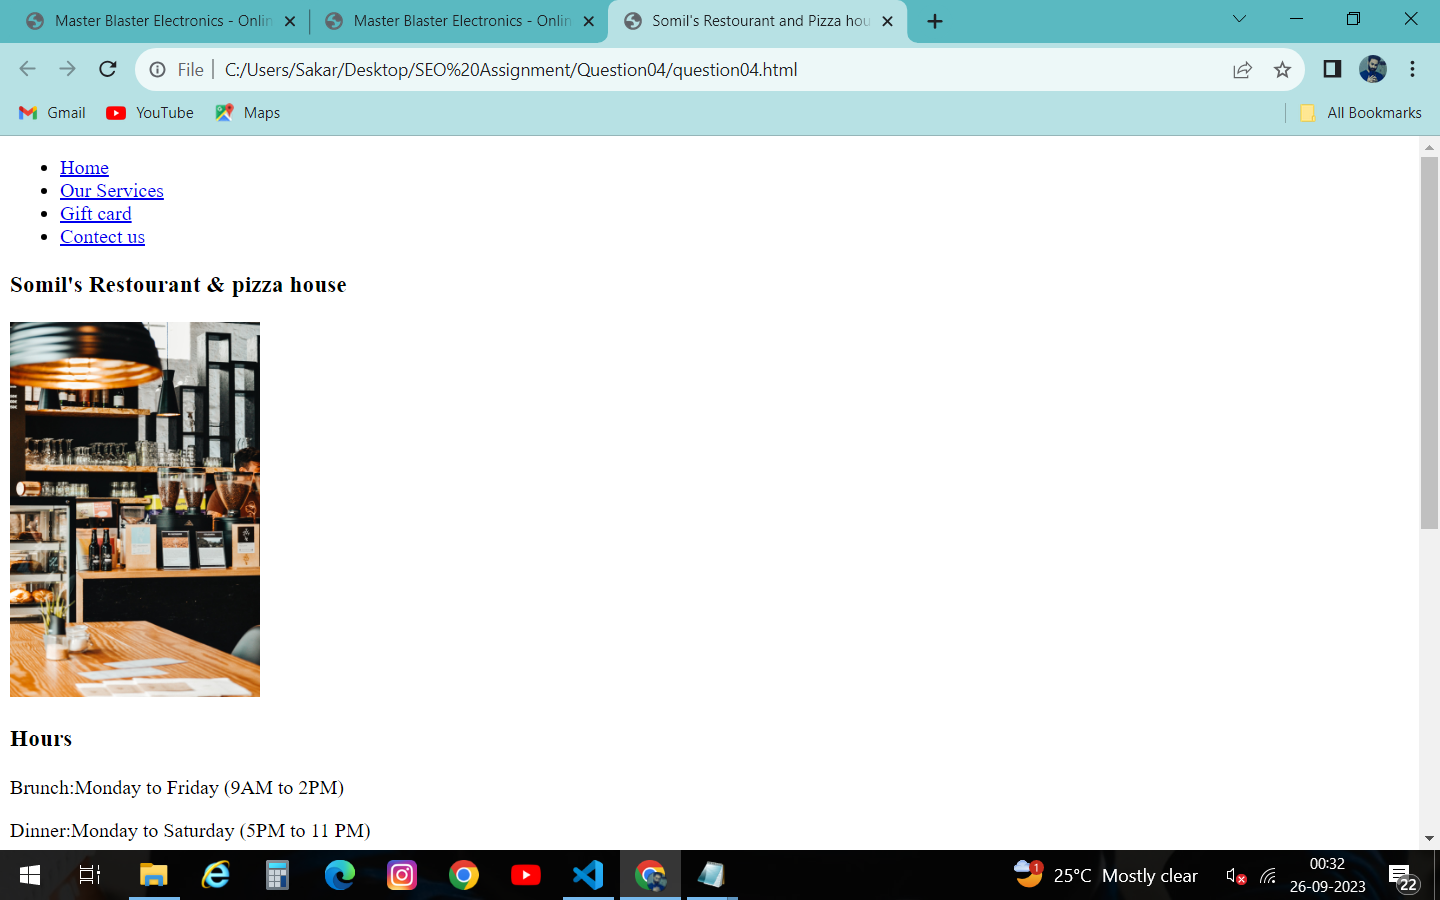 Master Blaster Electronics - Onlin
Master Blaster Electronics - Onlin
Somil's Restourant and Pizza hou
File
C:/Users/Sakar/Desktop/SEO%20Assignment/Question04/question04.html
Gmail
YouTube
Maps
All Bookmarks
Home
Our Services
Gift card
Contect us
Somil's Restourant & pizza house
Hours
Brunch:Monday to Friday (9AM to 2PM)
Dinner:Monday to Saturday (5PM to 11 PM)
1
25°C Mostly clear
00:32
26-09-2023
22